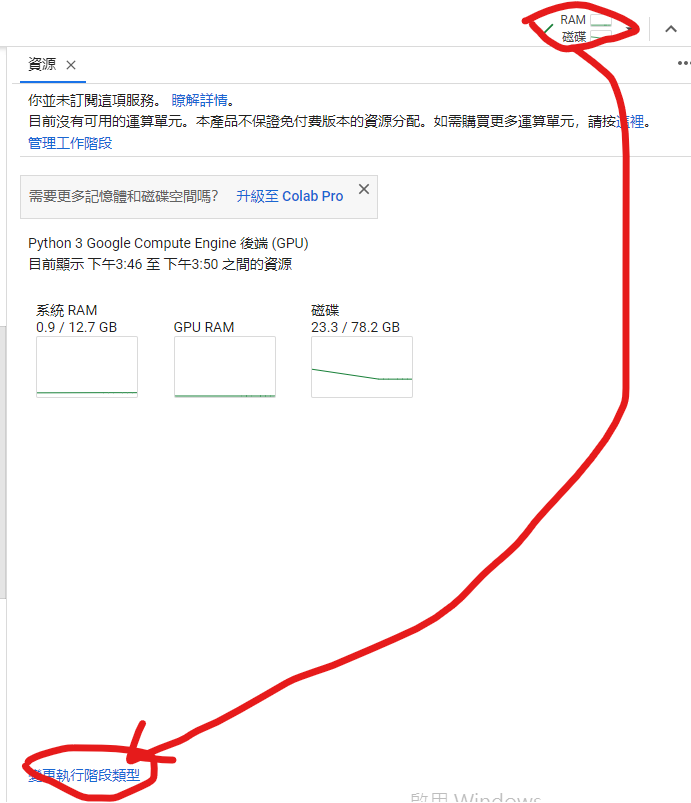 RAM
磁碟
資源
你並未訂閱這項服務。 瞭解詳情。
目前沒有可用的運算單元。本產品不保證免付費版本的資源分配。如需購買更多運算單元，請按這裡。
管理工作階段
需要更多記憶體和磁碟空間嗎？ 升級至 Colab Pro
Python 3 Google Compute Engine 後端 (GPU)
目前顯示 下午3:46 至 下午3:50 之間的資源
系統 RAM
0.9 / 12.7 GB
GPU RAM
磁碟
23.3 / 78.2 GB
變更執行階段類型
啟用 Windows